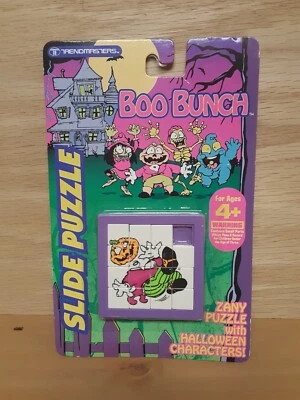 TRENDMASTERS
BOO BUNCH
SLIDE PUZZLE
For Ages
4+
WARNING
ZANY
PUZZLE
with
HALLOWEEN
CHARACTERS!